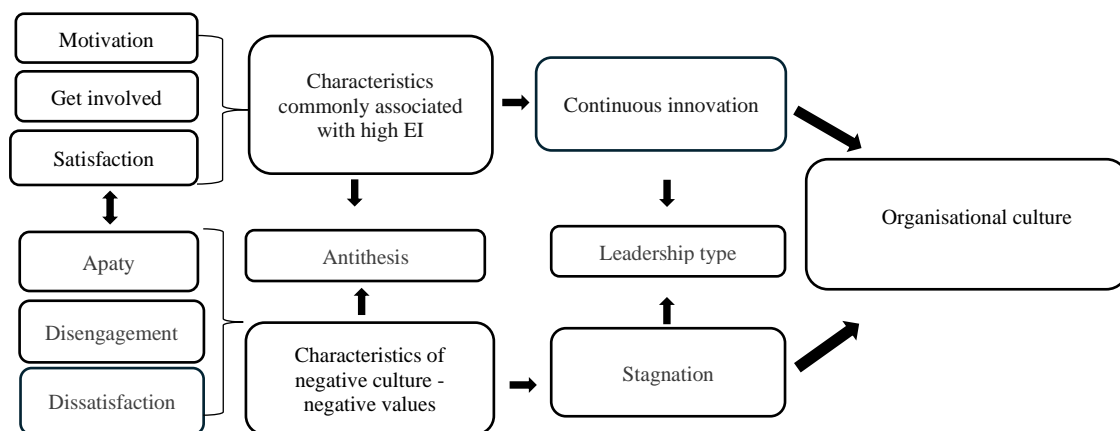 Motivation
Get involved
Satisfaction
Characteristics
commonly associated
with high EI
Continuous innovation
Organisational culture
Apaty
Disengagement
Dissatisfaction
Antithesis
Leadership type
Characteristics of
negative culture -
negative values
Stagnation